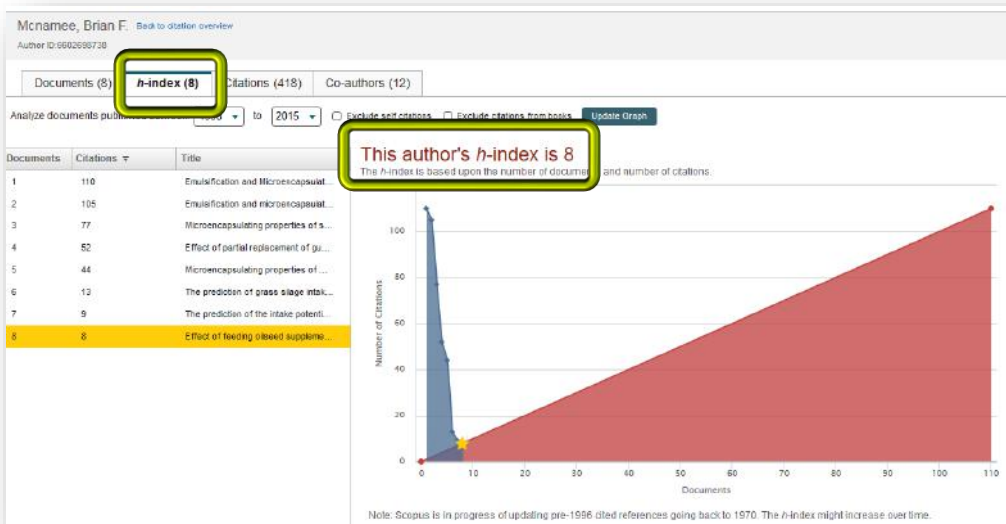 Mcnamee, Brian F. Back to citation overview
Author ID:6602698738
Documents (8) h-index (8) Citations (418) Co-authors (12)
Analyze documents to 2015 Exclude self citations Exclude citations from books Update Graph
Documents Citations Title
1 110 Emulsification and Microencapsulat...
2 105 Emulsification and microencapsulat...
3 77 Microencapsulating properties of s...
4 52 Effect of partial replacement of gu...
5 44 Microencapsulating properties of ...
6 13 The prediction of grass silage intak...
7 9 The prediction of the intake potenti...
8 8 Effect of feeding oilseed suppleme...
This author's h-index is 8
The h-index is based upon the number of documents and number of citations.
Number of Citations
100
80
60
40
20
0
0 10 20 30 40 50 60 70 80 90 100 110
Documents
Note: Scopus is in progress of updating pre-1996 cited references going back to 1970. The h-index might increase over time.